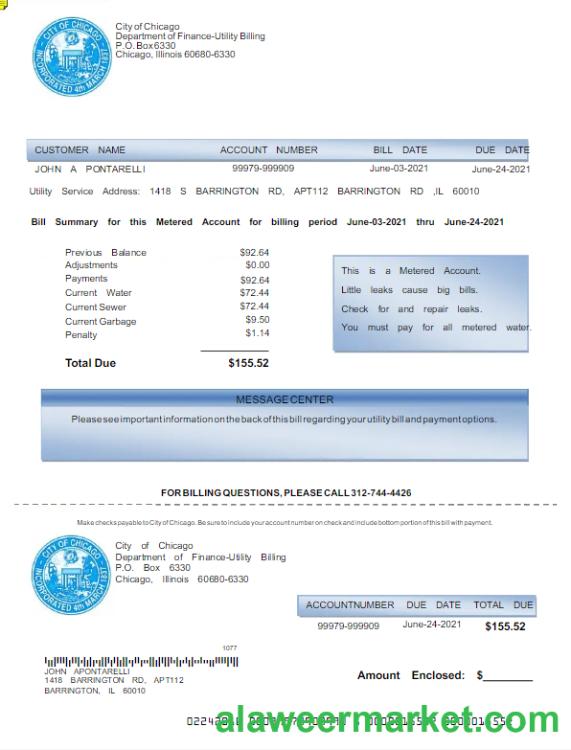 CITY OF CHICAGO
INCORPORATED 4th MARCH 1837
City of Chicago
Department of Finance-Utility Billing
P.O. Box 6330
Chicago, Illinois 60680-6330
CUSTOMER NAME ACCOUNT NUMBER BILL DATE DUE DATE
JOHN A PONTARELLI 99979-999909 June-03-2021 June-24-2021
Utility Service Address: 1418 S BARRINGTON RD, APT112 BARRINGTON RD ,IL 60010
Bill Summary for this Metered Account for billing period June-03-2021 thru June-24-2021
Previous Balance $92.64
Adjustments $0.00
Payments $92.64
Current Water $72.44
Current Sewer $72.44
Current Garbage $9.50
Penalty $1.14
Total Due $155.52
This is a Metered Account.
Little leaks cause big bills.
Check for and repair leaks.
You must pay for all metered water.
MESSAGE CENTER
Please see important information on the back of this bill regarding your utility bill and payment options.
FOR BILLING QUESTIONS, PLEASE CALL 312-744-4426
Make checks payable to City of Chicago. Be sure to include your account number on check and include bottom portion of this bill with payment.
CITY OF CHICAGO
INCORPORATED 4th MARCH 1837
City of Chicago
Department of Finance-Utility Billing
P.O. Box 6330
Chicago, Illinois 60680-6330
ACCOUNTNUMBER DUE DATE TOTAL DUE
99979-999909 June-24-2021 $155.52
1077
JOHN APONTARELLI
1418 BARRINGTON RD, APT112
BARRINGTON, IL 60010
Amount Enclosed: $
alaweermarket.com